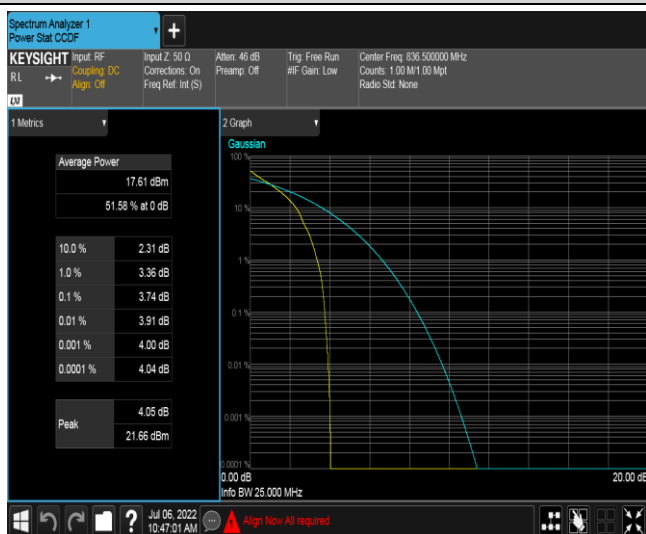 Spectrum Analyzer 1
Power Stat CCDF
+
KEYSIGHT
RL
LXI
Input: RF
Coupling: DC
Align: Off
Input Z: 50 Ω
Corrections: On
Freq Ref: Int (S)
Atten: 46 dB
Preamp: Off
Trig: Free Run
#IF Gain: Low
Center Freq: 836.500000 MHz
Counts: 1.00 M/1.00 Mpt
Radio Std: None
1 Metrics
Average Power
17.61 dBm
51.58 % at 0 dB
10.0 % 2.31 dB
1.0 % 3.36 dB
0.1 % 3.74 dB
0.01 % 3.91 dB
0.001 % 4.00 dB
0.0001 % 4.04 dB
Peak
4.05 dB
21.66 dBm
2 Graph
Gaussian
100 %
10 %
1 %
0.1 %
0.01 %
0.001 %
0.0001 %
0.00 dB 20.00 dB
Info BW 25.000 MHz
?
Jul 06, 2022
10:47:01 AM
Align Now All required